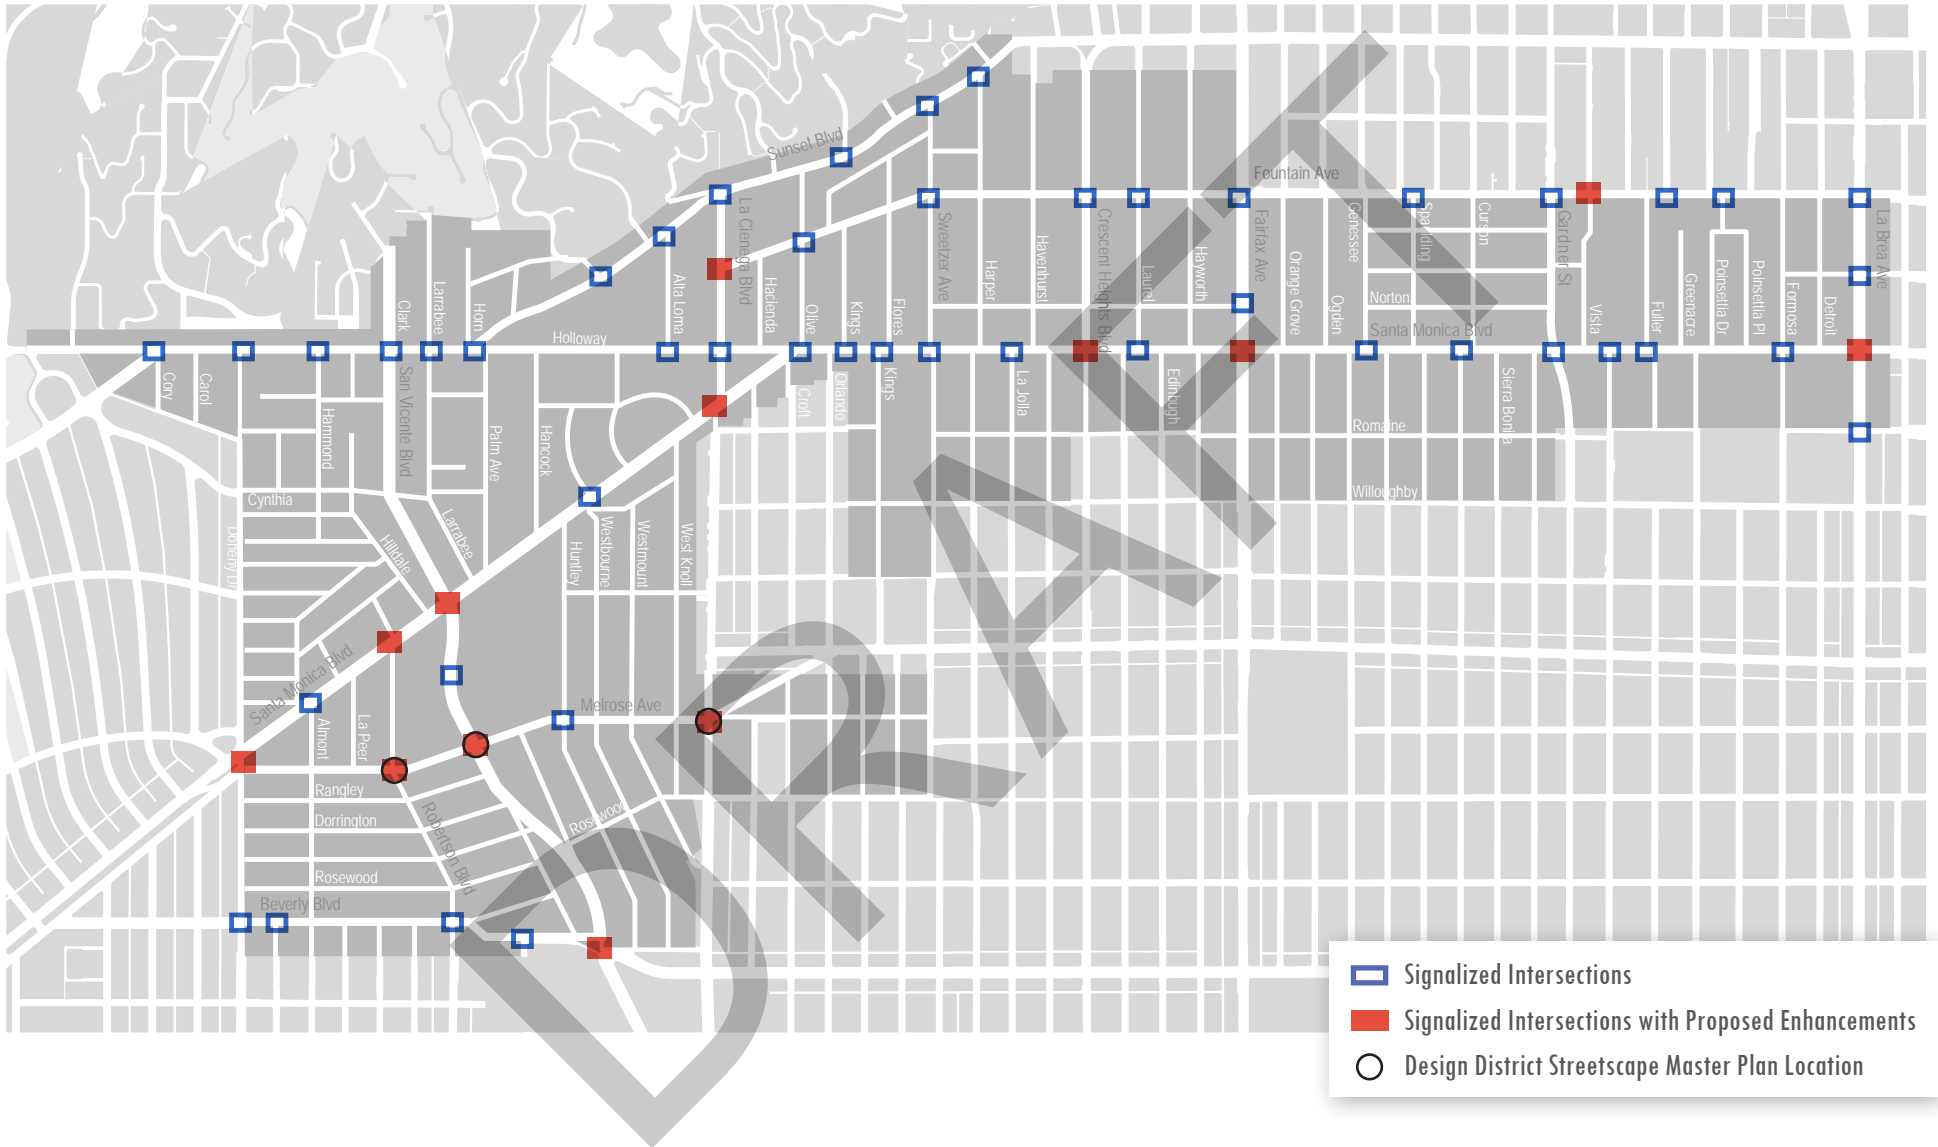 Sunset Blvd
Fountain Ave
La Cienega Blvd
Sweetzer Ave
Crescent Heights Blvd
Fairfax Ave
Genessee
Spaulding
Curson
Gardner St
La Brea Ave
Clark
Larrabee
Horn
Holloway
Alta Loma
Hacienda
Olive
Kings
Flores
Harper
Havenhurst
Laurel
Hayworth
Orange Grove
Ogden
Norton
Santa Monica Blvd
Vista
Fuller
Greenacre
Poinsettia Dr
Poinsettia Pl
Formosa
Detroit
Cory
Carol
Hammond
San Vicente Blvd
Palm Ave
Hancock
Croft
Orlando
Kings
La Jolla
Edinbugh
Romaine
Sierra Bonita
Willoughby
Cynthia
Doheny Dr
Hilldale
Larrabee
Huntley
Westbourne
Westmount
West Knoll
Santa Monica Blvd
Almont
La Peer
Melrose Ave
Rangley
Dorrington
Robertson Blvd
Rosewood
Rosewood
Beverly Blvd
DRAFT
Signalized Intersections
Signalized Intersections with Proposed Enhancements
Design District Streetscape Master Plan Location